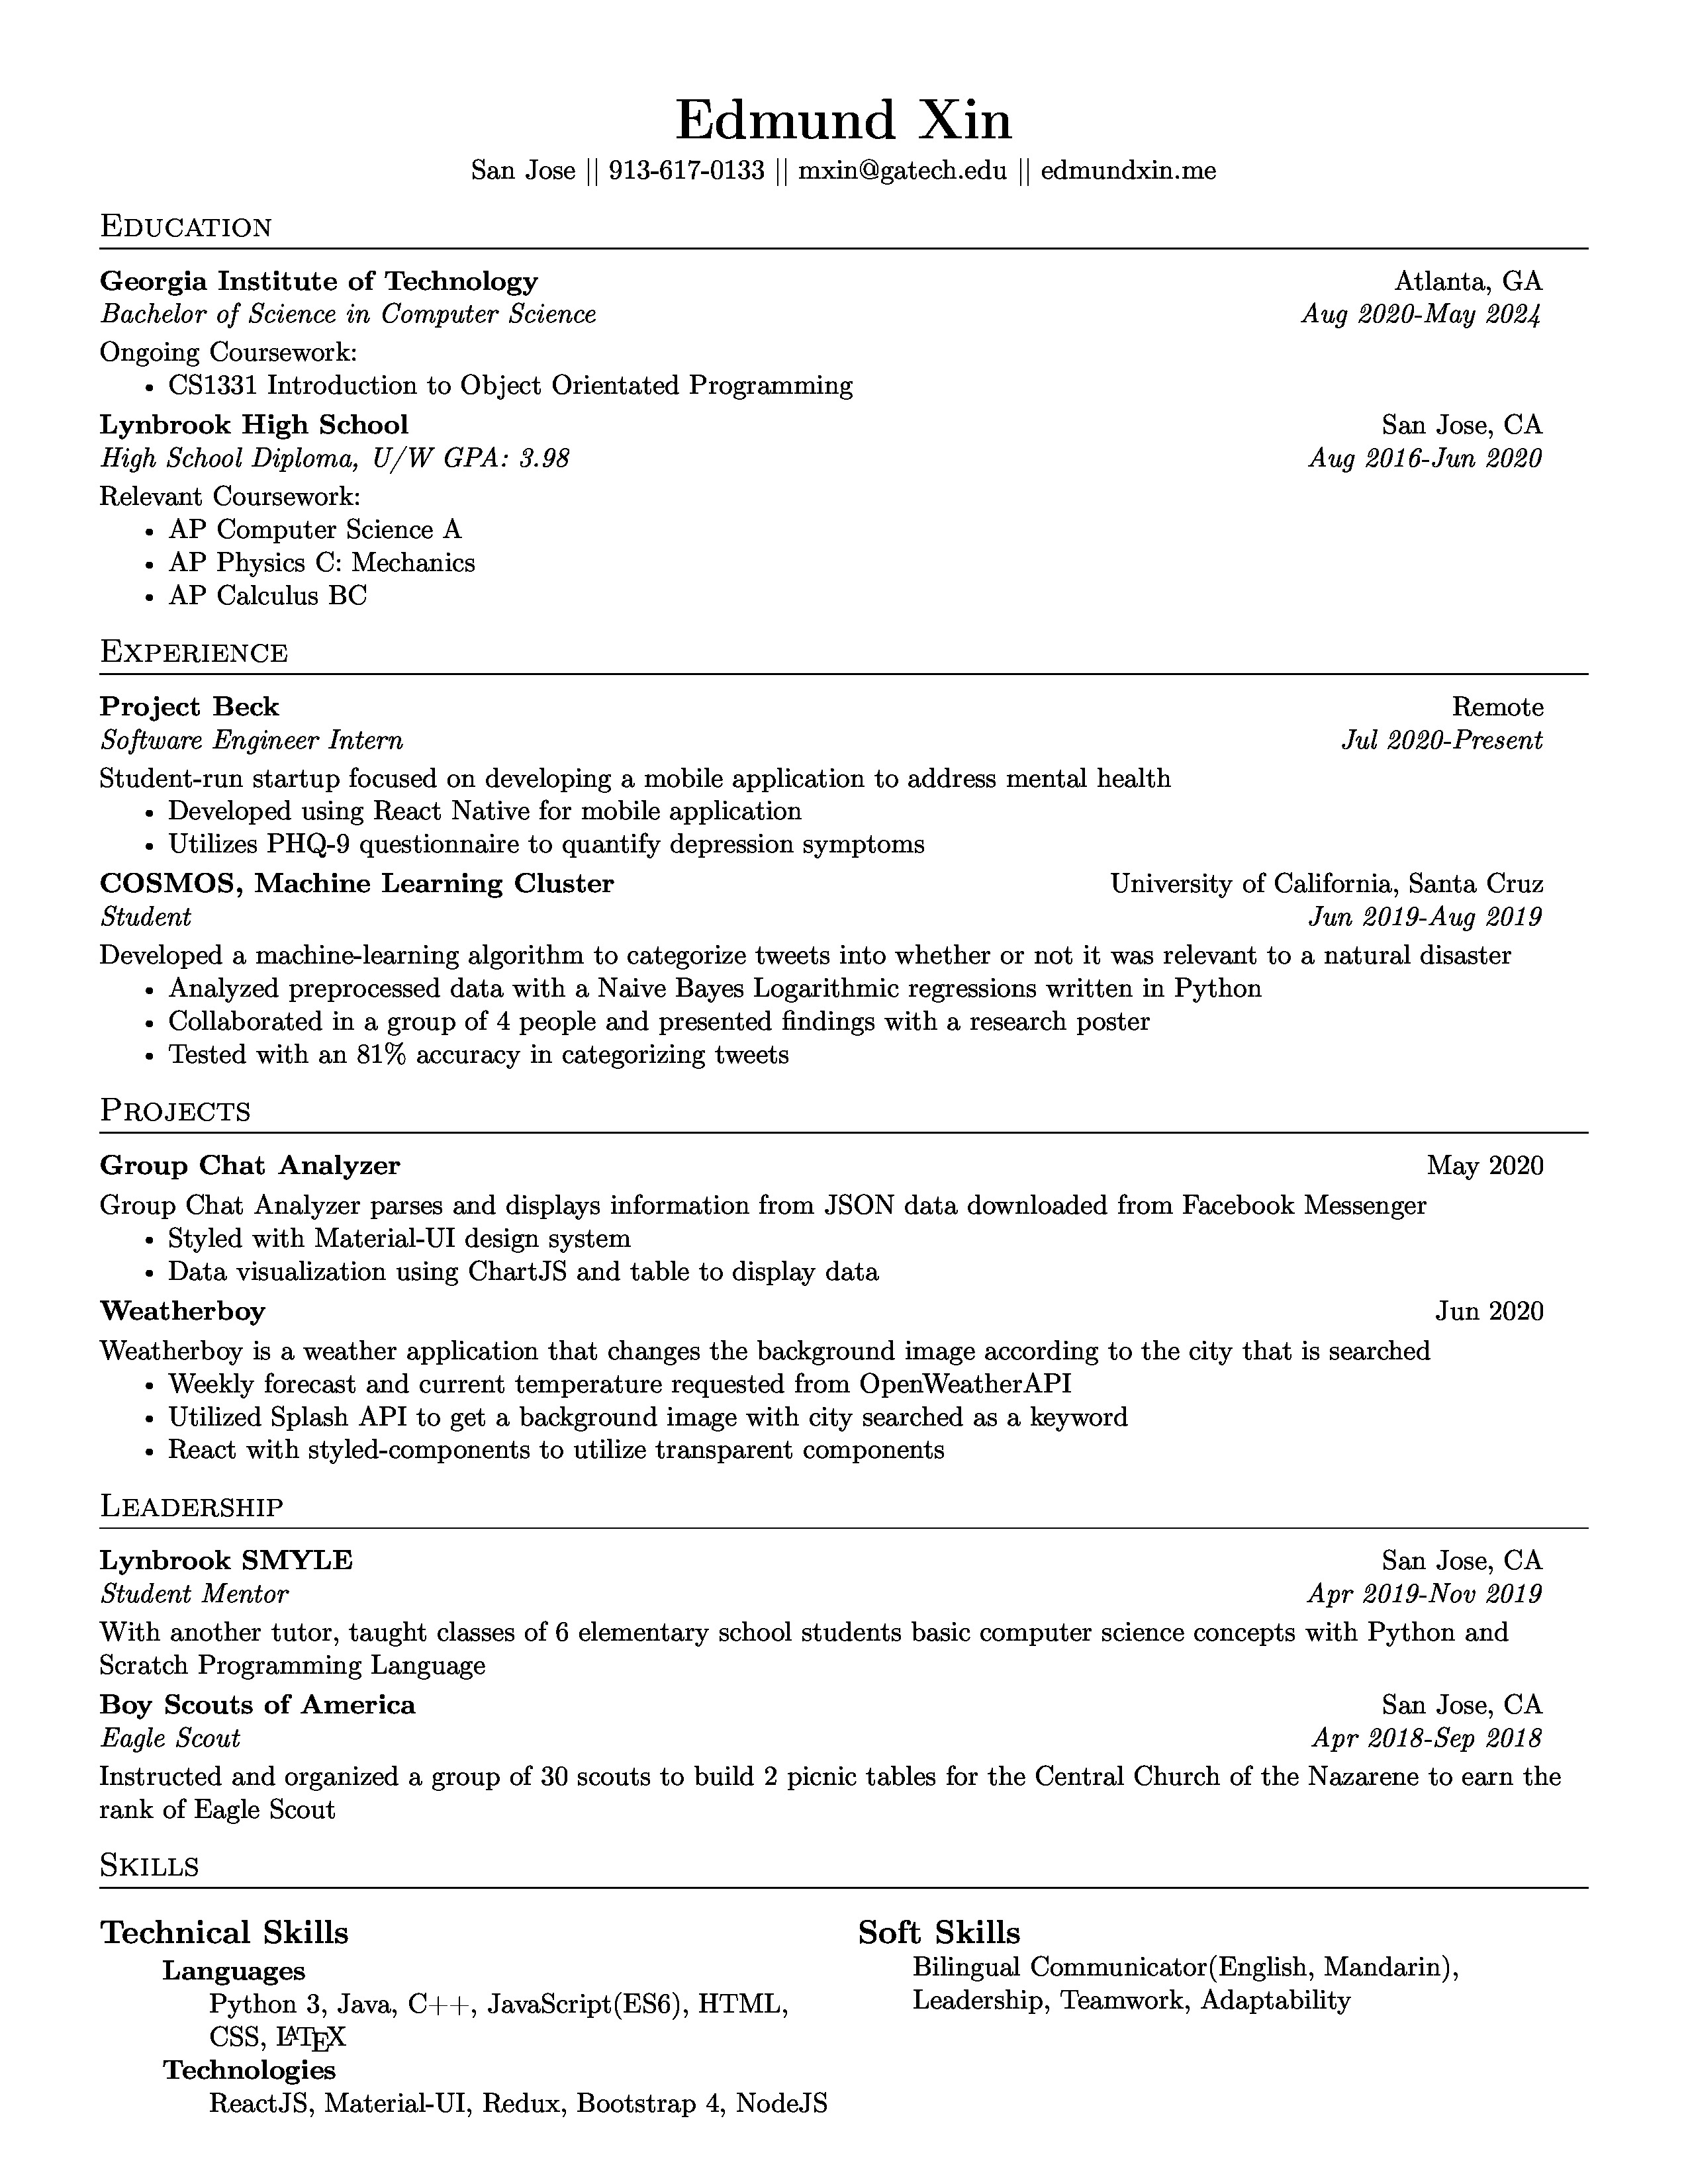 Edmund Xin
San Jose || 913-617-0133 || mxin@gatech.edu || edmundxin.me
Education
Georgia Institute of Technology Atlanta, GA
Bachelor of Science in Computer Science Aug 2020-May 2024
Ongoing Coursework:
• CS1331 Introduction to Object Orientated Programming
Lynbrook High School San Jose, CA
High School Diploma, U/W GPA: 3.98 Aug 2016-Jun 2020
Relevant Coursework:
• AP Computer Science A
• AP Physics C: Mechanics
• AP Calculus BC
Experience
Project Beck Remote
Software Engineer Intern Jul 2020-Present
Student-run startup focused on developing a mobile application to address mental health
• Developed using React Native for mobile application
• Utilizes PHQ-9 questionnaire to quantify depression symptoms
COSMOS, Machine Learning Cluster University of California, Santa Cruz
Student Jun 2019-Aug 2019
Developed a machine-learning algorithm to categorize tweets into whether or not it was relevant to a natural disaster
• Analyzed preprocessed data with a Naive Bayes Logarithmic regressions written in Python
• Collaborated in a group of 4 people and presented findings with a research poster
• Tested with an 81% accuracy in categorizing tweets
Projects
Group Chat Analyzer May 2020
Group Chat Analyzer parses and displays information from JSON data downloaded from Facebook Messenger
• Styled with Material-UI design system
• Data visualization using ChartJS and table to display data
Weatherboy Jun 2020
Weatherboy is a weather application that changes the background image according to the city that is searched
• Weekly forecast and current temperature requested from OpenWeatherAPI
• Utilized Splash API to get a background image with city searched as a keyword
• React with styled-components to utilize transparent components
Leadership
Lynbrook SMYLE San Jose, CA
Student Mentor Apr 2019-Nov 2019
With another tutor, taught classes of 6 elementary school students basic computer science concepts with Python and
Scratch Programming Language
Boy Scouts of America San Jose, CA
Eagle Scout Apr 2018-Sep 2018
Instructed and organized a group of 30 scouts to build 2 picnic tables for the Central Church of the Nazarene to earn the
rank of Eagle Scout
Skills
Technical Skills
Languages
Python 3, Java, C++, JavaScript(ES6), HTML,
CSS, LATEX
Technologies
ReactJS, Material-UI, Redux, Bootstrap 4, NodeJS
Soft Skills
Bilingual Communicator(English, Mandarin),
Leadership, Teamwork, Adaptability